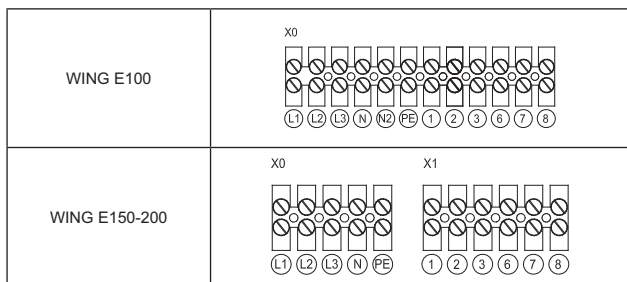 WING E100
X0
L1 L2 L3 N N2 PE 1 2 3 6 7 8
WING E150-200
X0 X1
L1 L2 L3 N PE 1 2 3 6 7 8